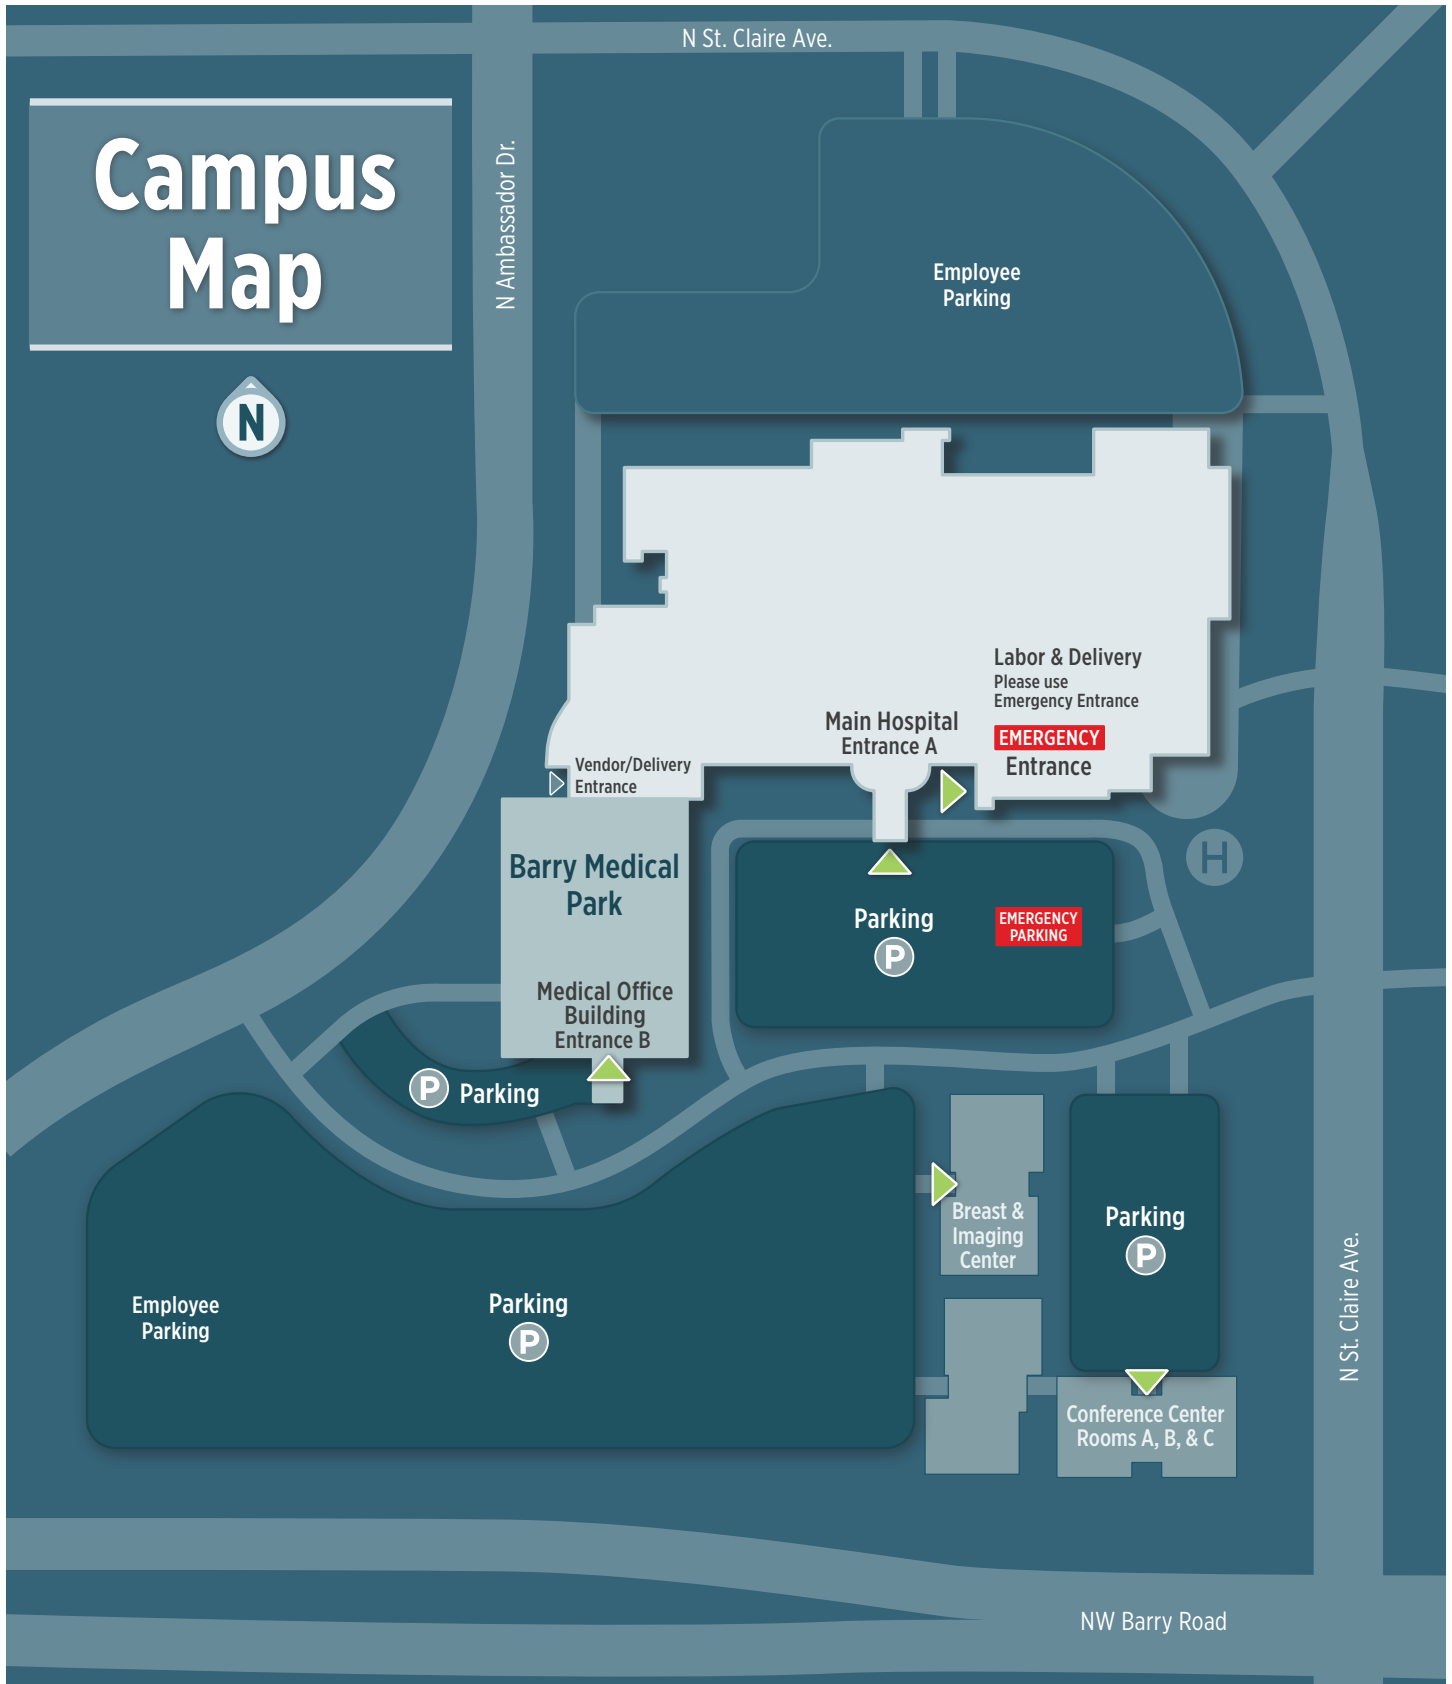 N St. Claire Ave.
Campus
Map
N Ambassador Dr.
N
Employee
Parking
Labor & Delivery
Please use
Emergency Entrance
Main Hospital
Entrance A
EMERGENCY
Entrance
Vendor/Delivery
Entrance
Barry Medical
Park
H
Parking
P
EMERGENCY
PARKING
Medical Office
Building
Entrance B
P Parking
Breast &
Imaging
Center
Parking
P
Employee
Parking
Parking
P
N St. Claire Ave.
Conference Center
Rooms A, B, & C
NW Barry Road